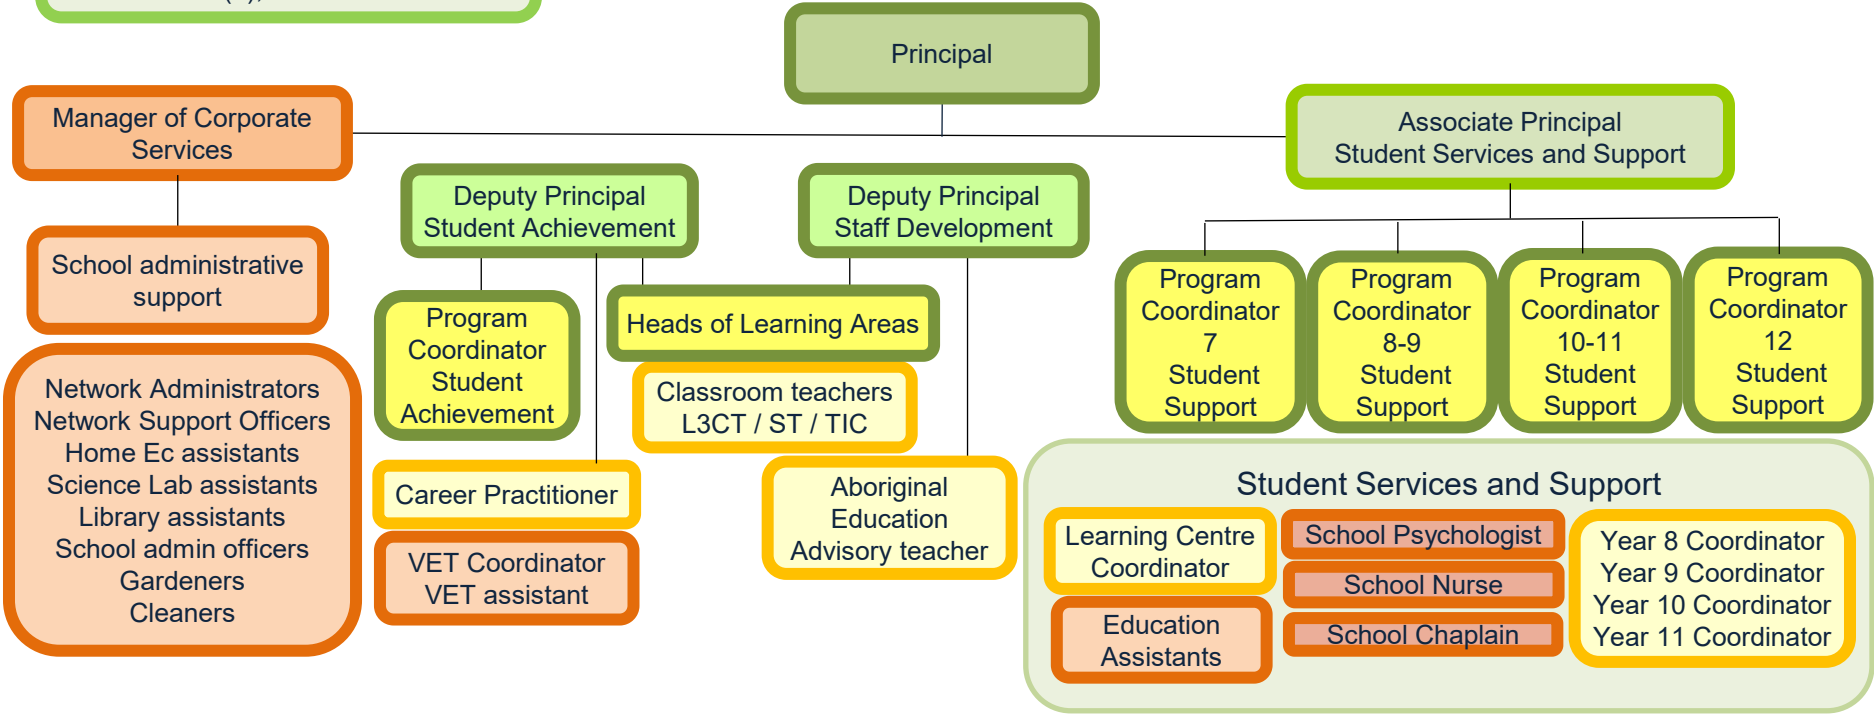 Principal
Manager of Corporate
Services
Associate Principal
Student Services and Support
Deputy Principal
Student Achievement
Deputy Principal
Staff Development
School administrative
support
Program
Coordinator
Student
Achievement
Heads of Learning Areas
Classroom teachers
L3CT / ST / TIC
Program
Coordinator
7
Student
Support
Program
Coordinator
8-9
Student
Support
Program
Coordinator
10-11
Student
Support
Program
Coordinator
12
Student
Support
Network Administrators
Network Support Officers
Home Ec assistants
Science Lab assistants
Library assistants
School admin officers
Gardeners
Cleaners
Career Practitioner
VET Coordinator
VET assistant
Aboriginal
Education
Advisory teacher
Student Services and Support
Learning Centre
Coordinator
Education
Assistants
School Psychologist
School Nurse
School Chaplain
Year 8 Coordinator
Year 9 Coordinator
Year 10 Coordinator
Year 11 Coordinator